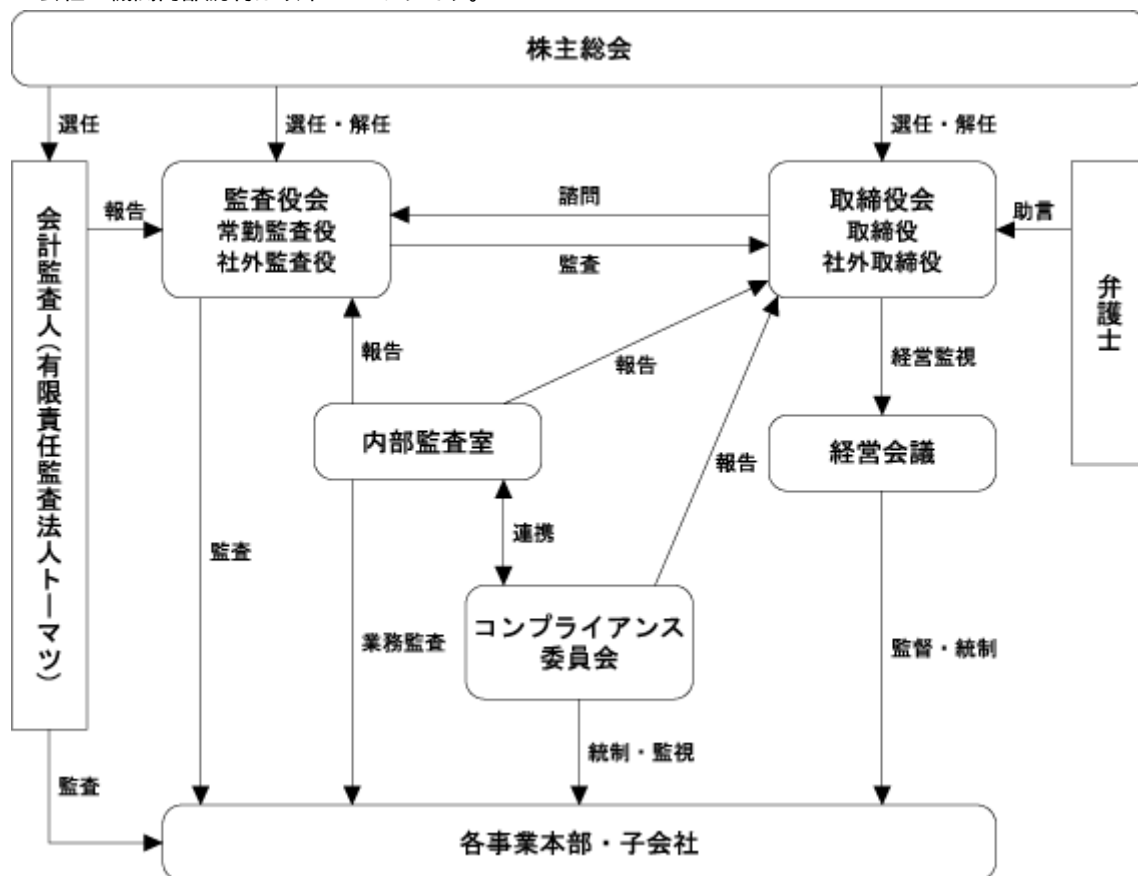 株主総会
選任
選任・解任
選任・解任
会計監査人(有限責任監査法人トーマツ)
報告
監査役会
常勤監査役
社外監査役
諮問
監査
取締役会
取締役
社外取締役
助言
弁護士
報告
報告
経営監視
内部監査室
報告
経営会議
連携
監査
業務監査
コンプライアンス
委員会
監督・統制
統制・監視
監査
各事業本部・子会社